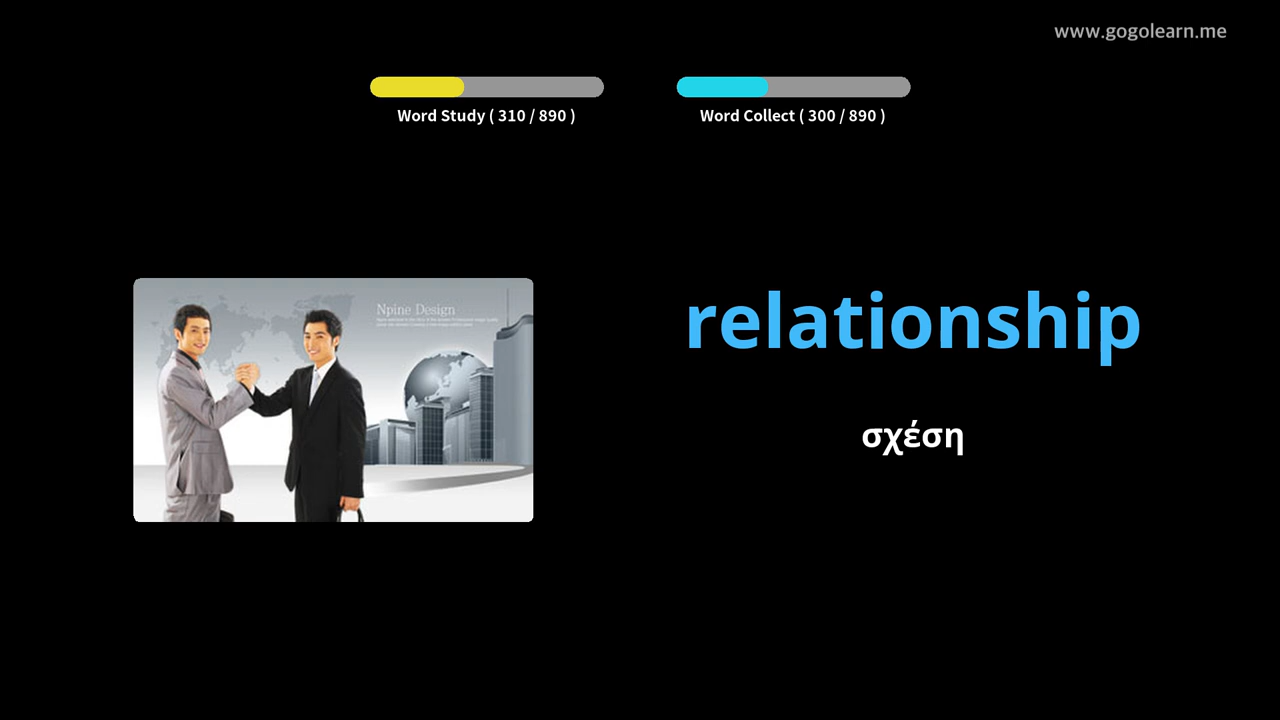 www.gogolearn.me
Word Study ( 310 / 890 )
Word Collect ( 300 / 890 )
Npine Design
relationship
σχέση